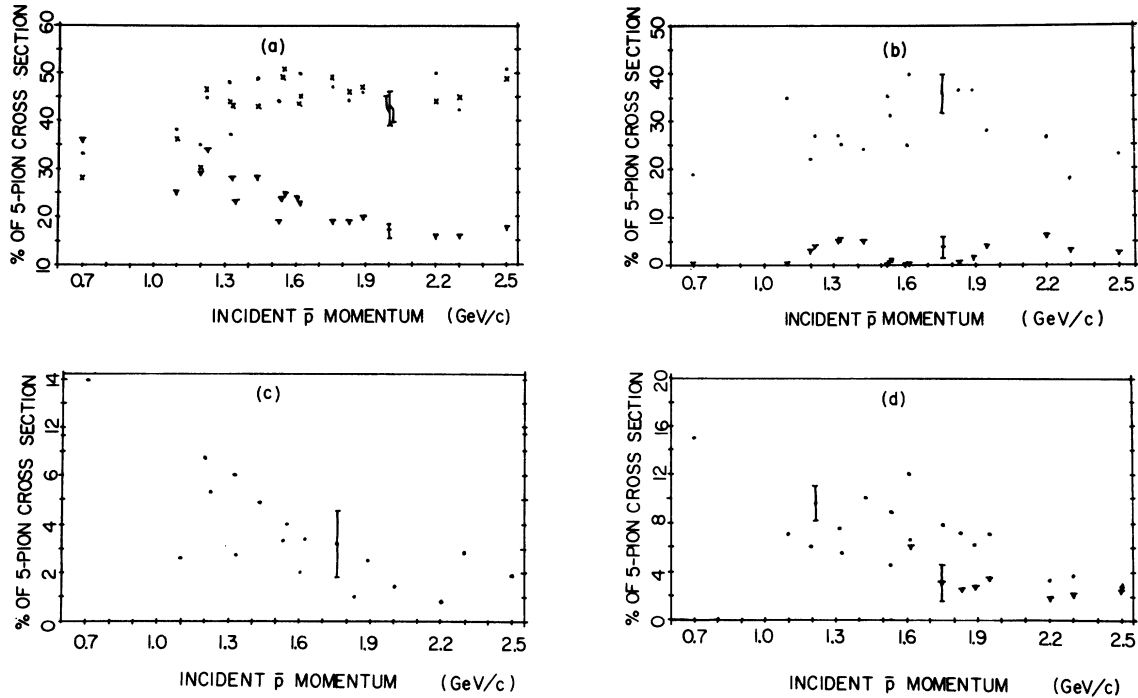 (a)
% OF 5-PION CROSS SECTION
60
50
40
30
20
10
0.7 1.0 1.3 1.6 1.9 2.2 2.5
INCIDENT p̄ MOMENTUM (GeV/c)
(b)
% OF 5-PION CROSS SECTION
50
40
30
20
10
0
0.7 1.0 1.3 1.6 1.9 2.2 2.5
INCIDENT p̄ MOMENTUM (GeV/c)
(c)
% OF 5-PION CROSS SECTION
14
12
6
4
2
0
0.7 1.0 1.3 1.6 1.9 2.2 2.5
INCIDENT p̄ MOMENTUM (GeV/c)
(d)
% OF 5-PION CROSS SECTION
20
16
12
8
4
0
0.7 1.0 1.3 1.6 1.9 2.2 2.5
INCIDENT p̄ MOMENTUM (GeV/c)